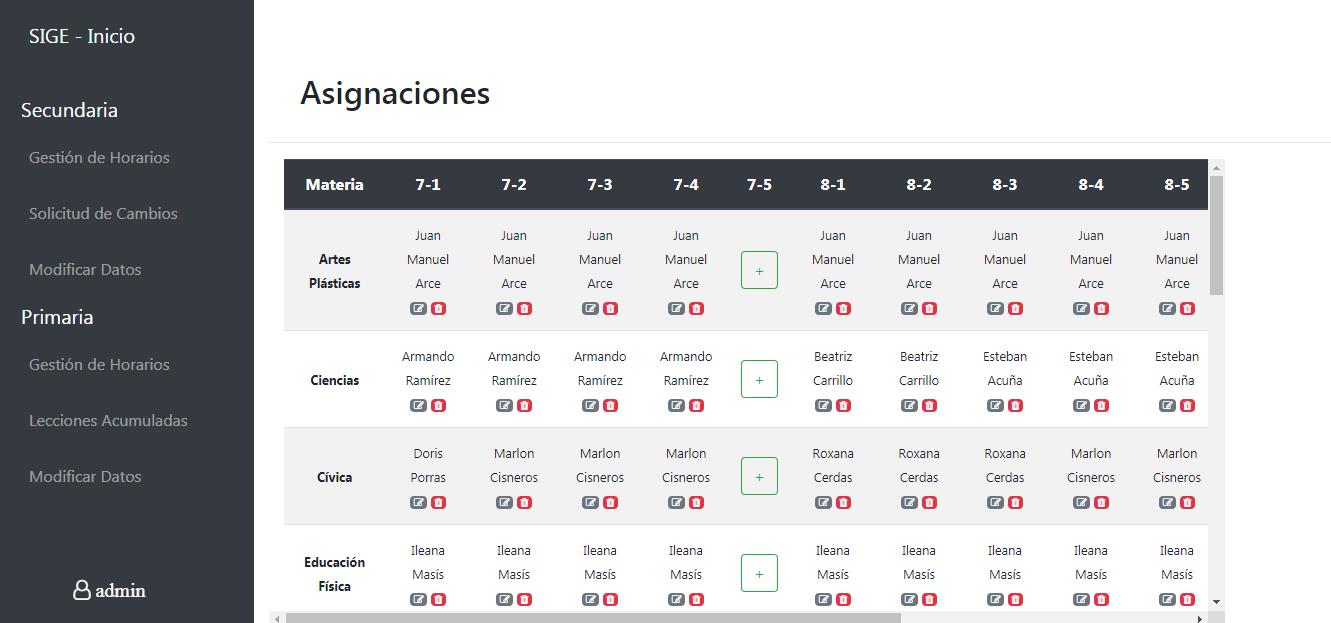 SIGE - Inicio
Secundaria
Gestión de Horarios
Solicitud de Cambios
Modificar Datos
Primaria
Gestión de Horarios
Lecciones Acumuladas
Modificar Datos
admin
Asignaciones
Materia 7-1 7-2 7-3 7-4 7-5 8-1 8-2 8-3 8-4 8-5
Juan Juan Juan Juan Juan Juan Juan Juan Juan
Artes Manuel Manuel Manuel Manuel + Manuel Manuel Manuel Manuel Manuel
Plásticas Arce Arce Arce Arce Arce Arce Arce Arce Arce
Armando Armando Armando Armando Beatriz Beatriz Esteban Esteban Esteban
Ciencias Ramírez Ramírez Ramírez Ramírez + Carrillo Carrillo Acuña Acuña Acuña
Doris Marlon Marlon Marlon Roxana Roxana Roxana Marlon Marlon
Cívica Porras Cisneros Cisneros Cisneros + Cerdas Cerdas Cerdas Cisneros Cisneros
Educación Ileana Ileana Ileana Ileana Ileana Ileana Ileana Ileana Ileana
Física Masís Masís Masís Masís + Masís Masís Masís Masís Masís